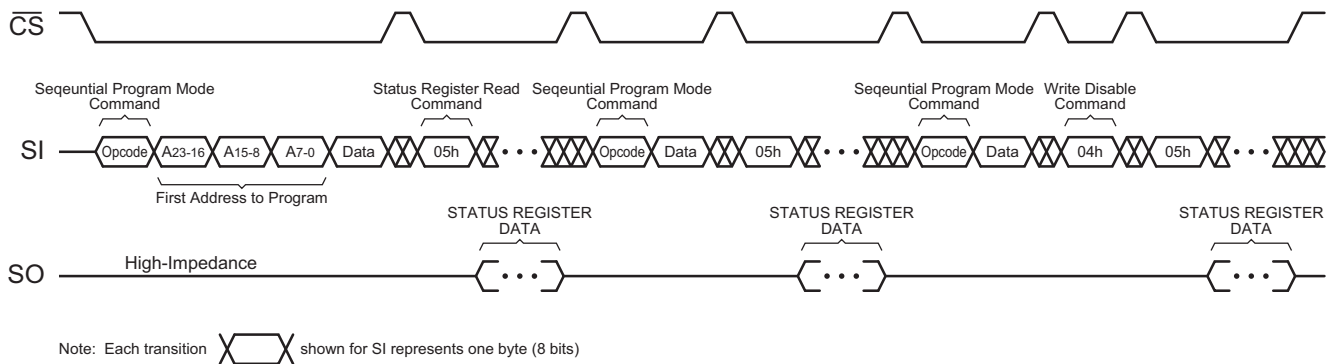 CS
Seqeuntial Program Mode
Command
Status Register Read
Command
Seqeuntial Program Mode
Command
Seqeuntial Program Mode
Command
Write Disable
Command
SI
Opcode A23-16 A15-8 A7-0 Data 05h Opcode Data 05h Opcode Data 04h 05h
First Address to Program
STATUS REGISTER
DATA
STATUS REGISTER
DATA
STATUS REGISTER
DATA
SO
High-Impedance
Note: Each transition shown for SI represents one byte (8 bits)